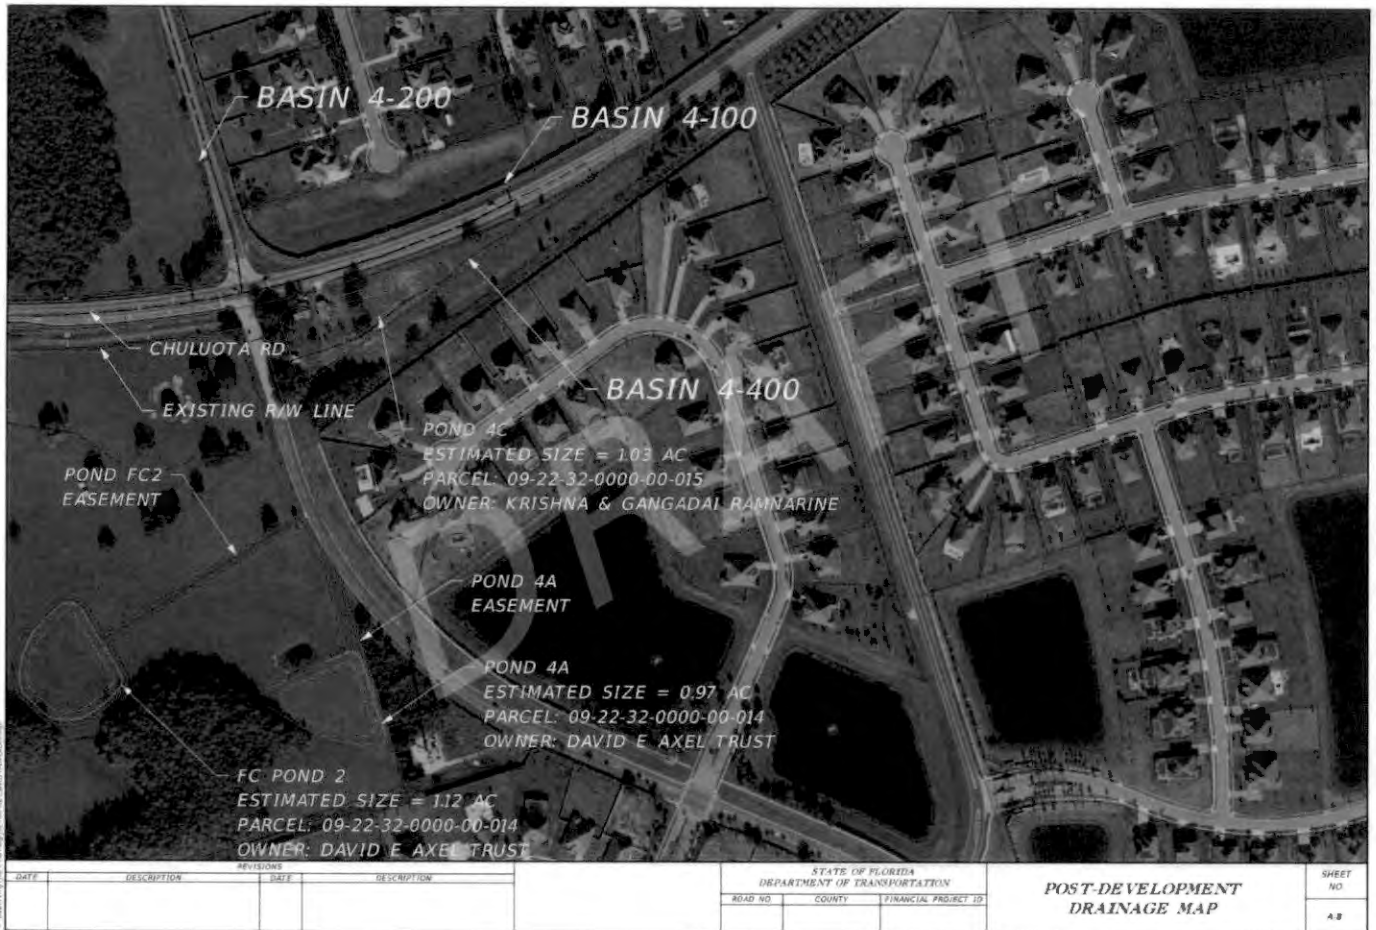 BASIN 4-200
BASIN 4-100
CHULUOTA RD
EXISTING R/W LINE
BASIN 4-400
POND 4C
ESTIMATED SIZE = 1.03 AC
PARCEL: 09-22-32-0000-00-015
OWNER: KRISHNA & GANGADAI RAMNARINE
POND FC2
EASEMENT
POND 4A
EASEMENT
POND 4A
ESTIMATED SIZE = 0.97 AC
PARCEL: 09-22-32-0000-00-014
OWNER: DAVID E AXEL TRUST
FC POND 2
ESTIMATED SIZE = 1.12 AC
PARCEL: 09-22-32-0000-00-014
OWNER: DAVID E AXEL TRUST
DRA
REVISIONS
DATE DESCRIPTION DATE DESCRIPTION
STATE OF FLORIDA
DEPARTMENT OF TRANSPORTATION
ROAD NO. COUNTY FINANCIAL PROJECT ID
POST-DEVELOPMENT
DRAINAGE MAP
SHEET
NO.
A-8